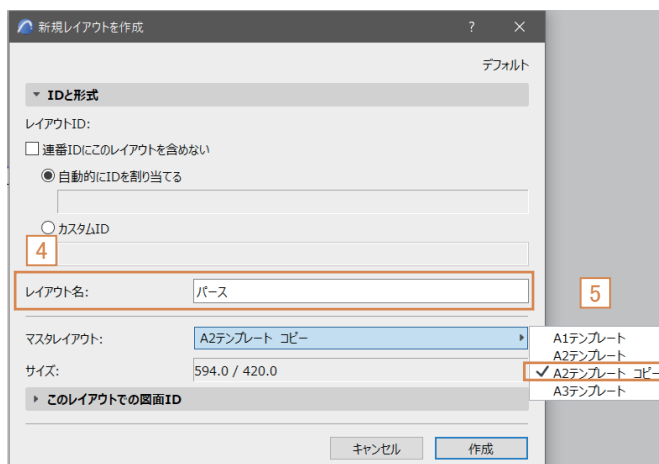 新規レイアウトを作成 ? ×
デフォルト
IDと形式
レイアウトID:
連番IDにこのレイアウトを含めない
自動的にIDを割り当てる
カスタムID
4
レイアウト名: パース
5
マスタレイアウト: A2テンプレート コピー
サイズ: 594.0 / 420.0
このレイアウトでの図面ID
A1テンプレート
A2テンプレート
A2テンプレート コピー
A3テンプレート
キャンセル 作成